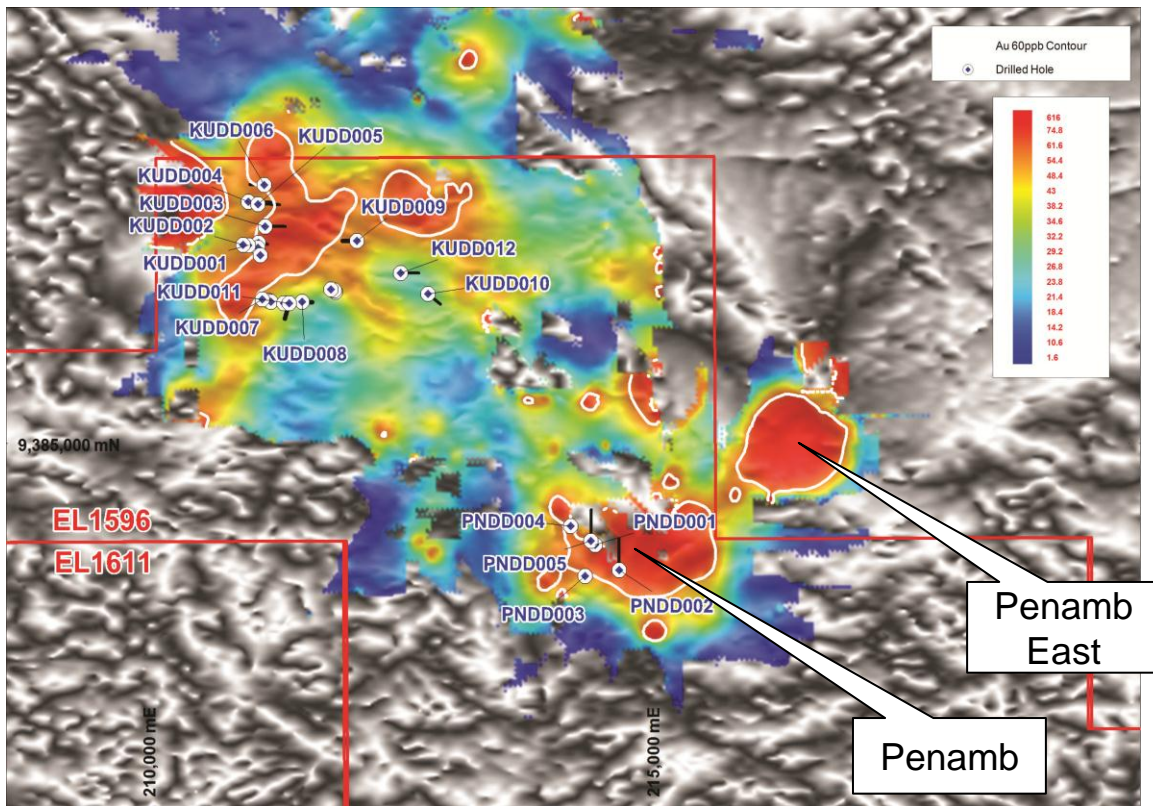 Au 60ppb Contour
Drilled Hole
616
74.8
61.6
54.4
48.4
43
38.2
34.6
32.2
29.2
26.8
23.8
21.4
18.4
14.2
10.6
1.6
KUDD006
KUDD005
KUDD004
KUDD003
KUDD009
KUDD002
KUDD012
KUDD001
KUDD010
KUDD011
KUDD007
KUDD008
9,385,000 mN
EL1596
EL1611
PNDD004
PNDD001
PNDD005
PNDD003
PNDD002
Penamb
East
Penamb
210,000 mE
215,000 mE